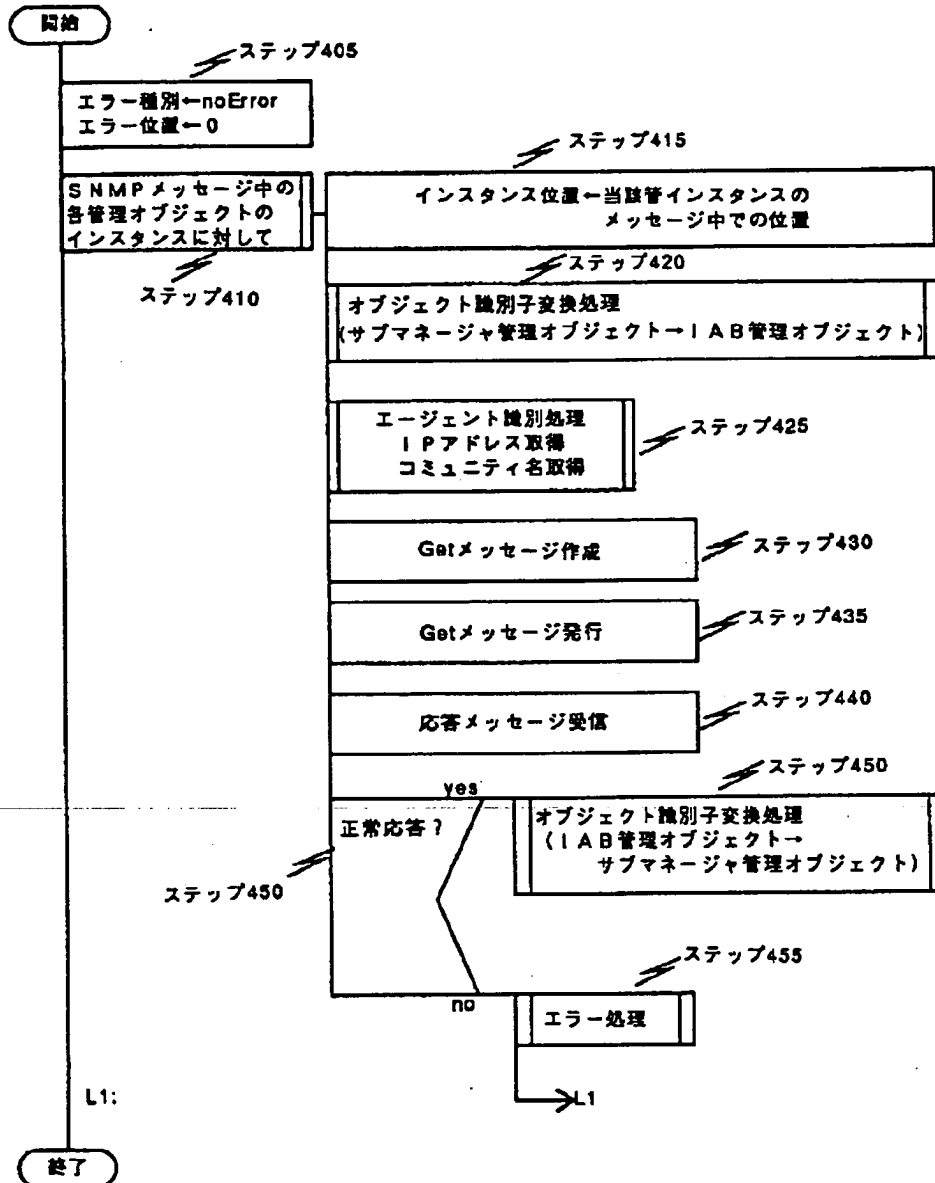 開始
ステップ405
エラー種別←noError
エラー位置←0
ステップ415
SNMPメッセージ中の
各管理オブジェクトの
インスタンスに対して
インスタンス位置←当該管インスタンスの
メッセージ中での位置
ステップ410
ステップ420
オブジェクト識別子変換処理
(サブマネージャ管理オブジェクト→IAB管理オブジェクト)
エージェント識別処理
IPアドレス取得
コミュニティ名取得
ステップ425
Getメッセージ作成
ステップ430
Getメッセージ発行
ステップ435
応答メッセージ受信
ステップ440
ステップ450
yes
正常応答?
オブジェクト識別子変換処理
(IAB管理オブジェクト→
サブマネージャ管理オブジェクト)
ステップ450
ステップ455
no
エラー処理
L1:
L1
終了